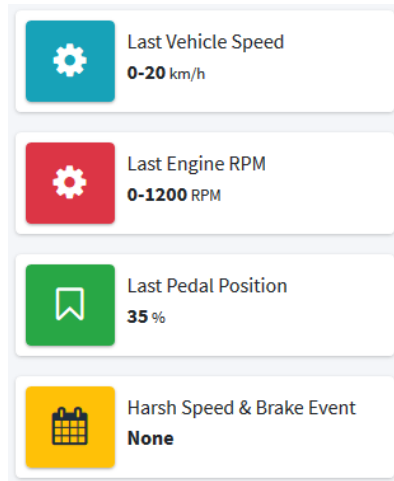 Last Vehicle Speed
0-20 km/h
Last Engine RPM
0-1200 RPM
Last Pedal Position
35 %
Harsh Speed & Brake Event
None